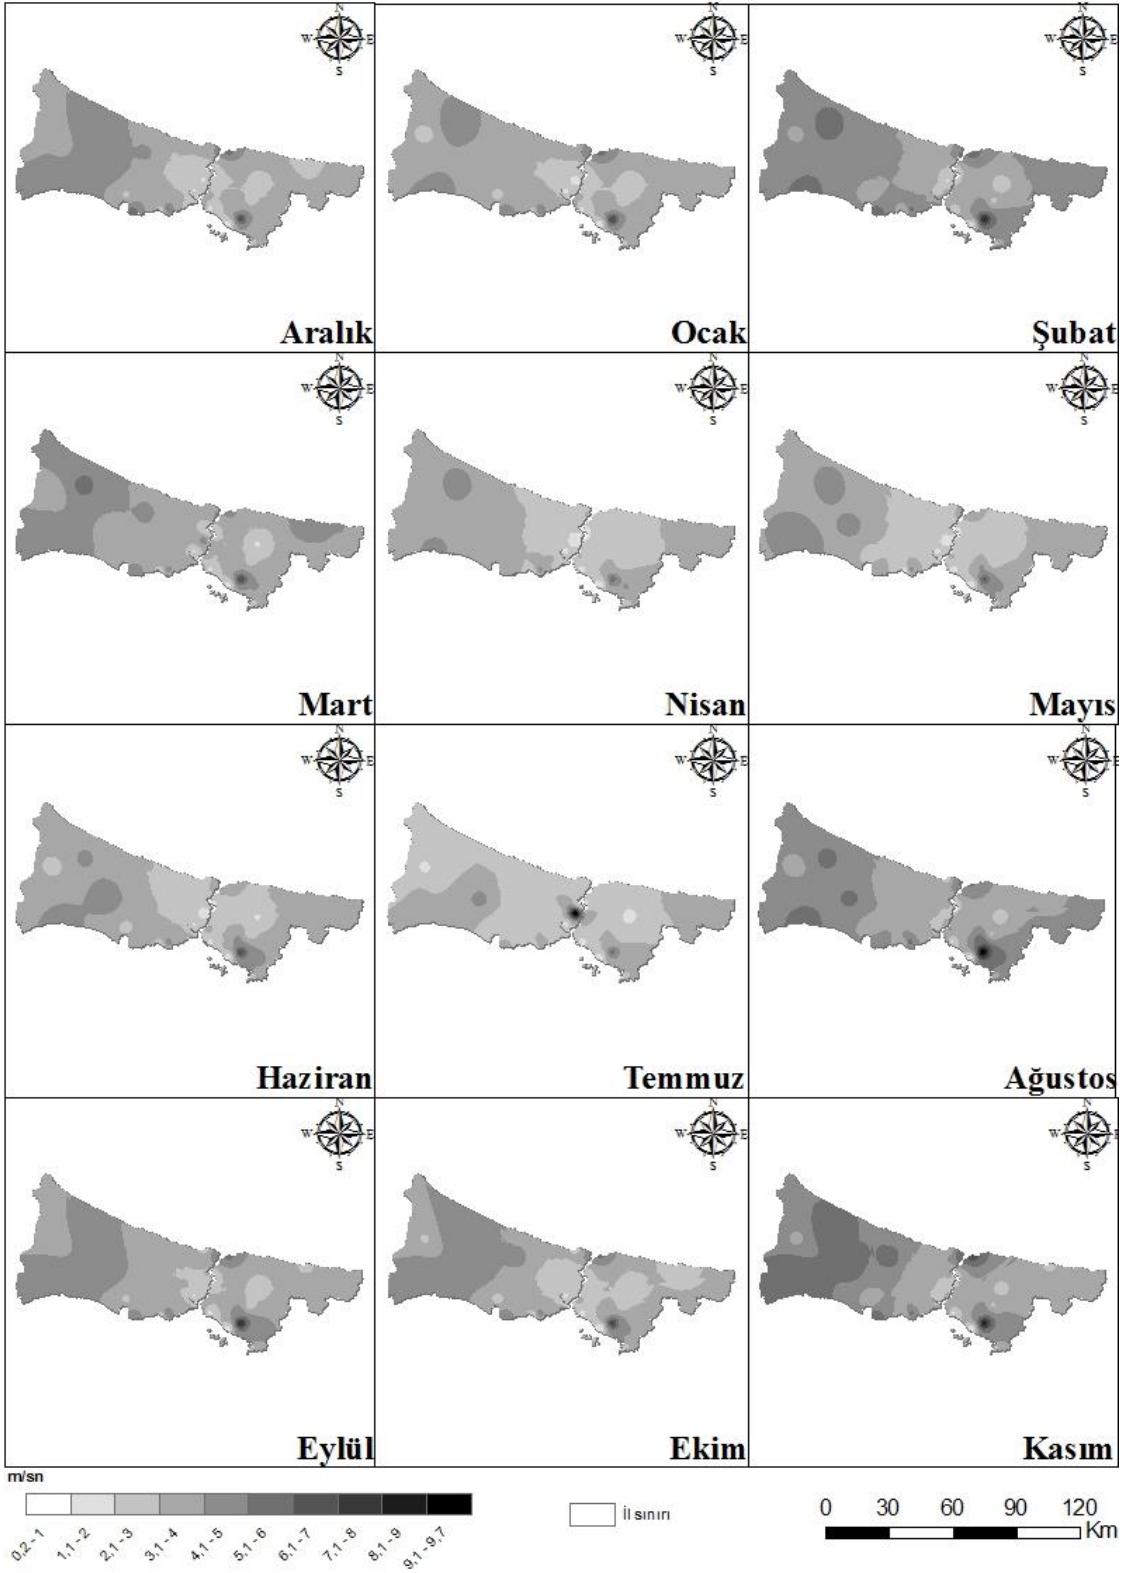 N N N
W E W E W E
S S S
Aralık Ocak Şubat
N N N
W E W E W E
S S S
Mart Nisan Mayıs
N N N
W E W E W E
S S S
Haziran Temmuz Ağustos
N N N
W E W E W E
S S S
Eylül Ekim Kasım
m/sn
0,2 - 1 1,1 - 2 2,1 - 3 3,1 - 4 4,1 - 5 5,1 - 6 6,1 - 7 7,1 - 8 8,1 - 9 9,1 - 9,7
İl sınırı
0 30 60 90 120
Km